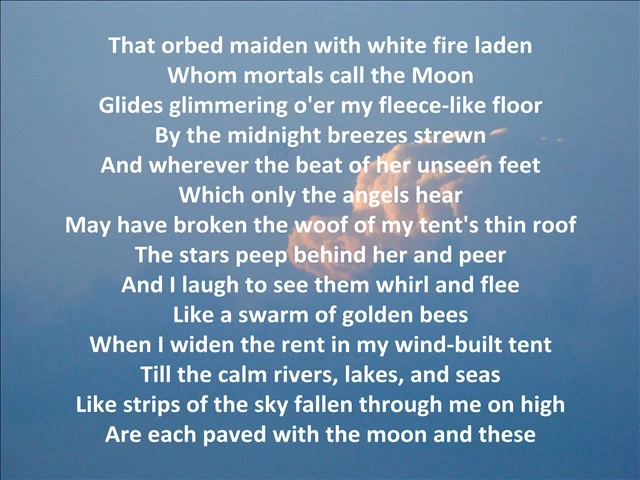 That orbed maiden with white fire laden
Whom mortals call the Moon
Glides glimmering o'er my fleece-like floor
By the midnight breezes strewn
And wherever the beat of her unseen feet
Which only the angels hear
May have broken the woof of my tent's thin roof
The stars peep behind her and peer
And I laugh to see them whirl and flee
Like a swarm of golden bees
When I widen the rent in my wind-built tent
Till the calm rivers, lakes, and seas
Like strips of the sky fallen through me on high
Are each paved with the moon and these